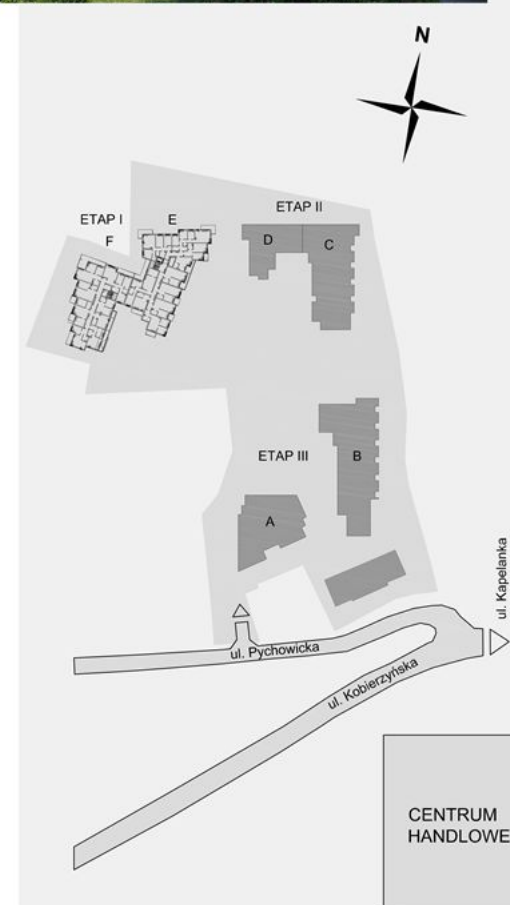 N
ETAP I
E
F
ETAP II
D
C
ETAP III
B
A
ul. Kapelanka
ul. Pychowicka
ul. Kobierzyńska
CENTRUM
HANDLOWE